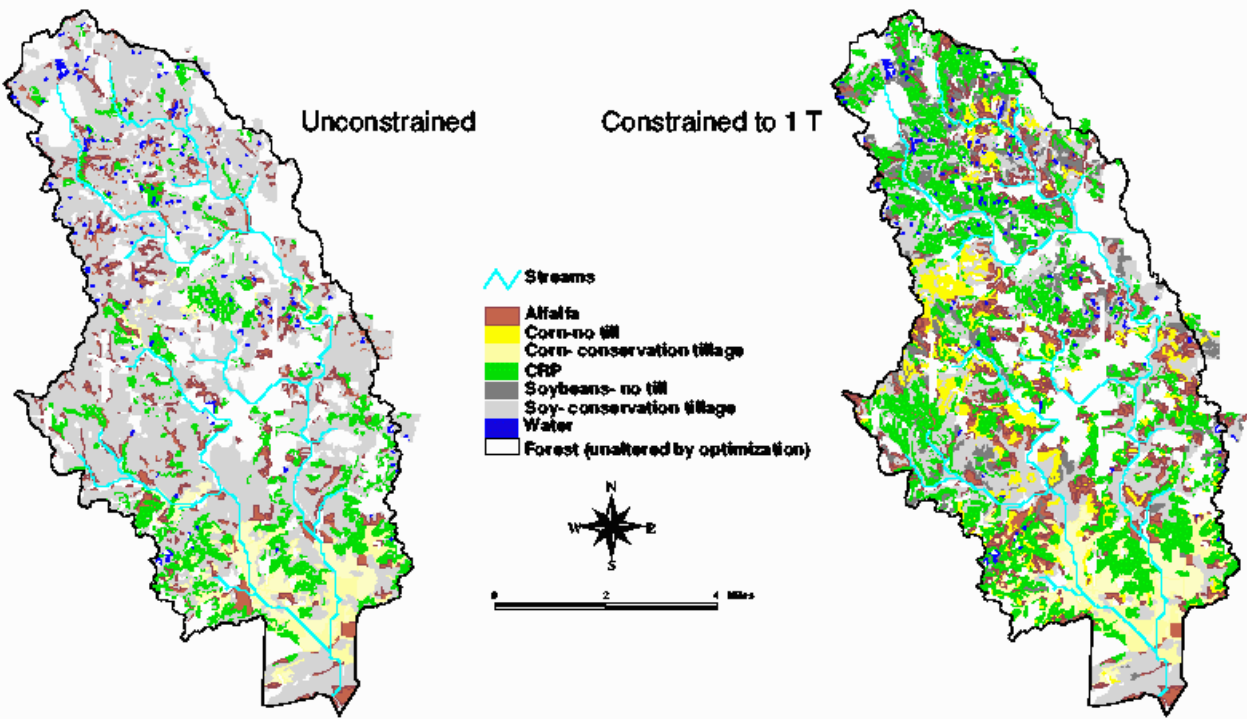 Unconstrained
Constrained to 1 T
Streams
Alfalfa
Corn-no till
Corn- conservation tillage
CRP
Soybeans- no till
Soy- conservation tillage
Water
Forest (unaltered by optimization)
N
W E
S
0 2 4 Miles